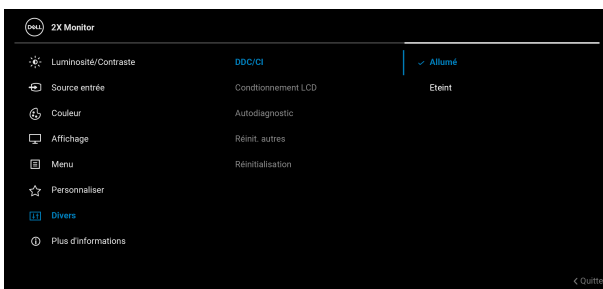 DELL 2X Monitor
Luminosité/Contraste DDC/CI ✓ Allumé
Source entrée Condtionnement LCD Eteint
Couleur Autodiagnostic
Affichage Réinit. autres
Menu Réinitialisation
Personnaliser
Divers
Plus d'informations
< Quitte